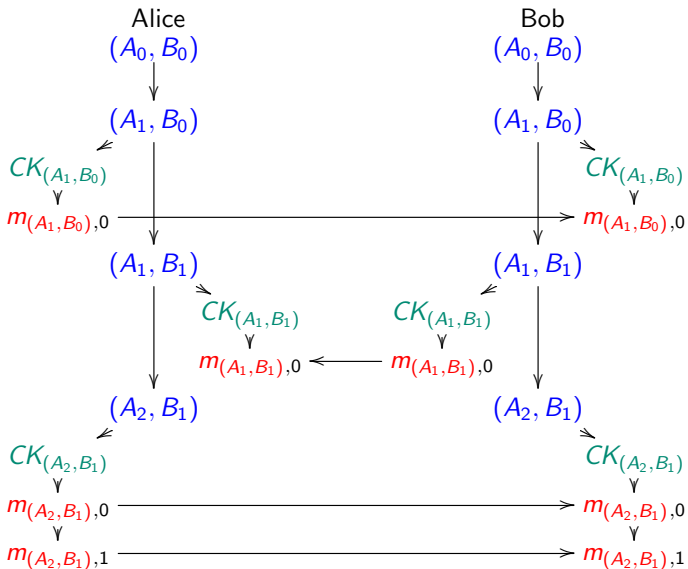 Alice Bob
(A₀, B₀) (A₀, B₀)
(A₁, B₀) (A₁, B₀)
CK₍A₁,B₀₎ CK₍A₁,B₀₎
m₍A₁,B₀₎,₀ m₍A₁,B₀₎,₀
(A₁, B₁) (A₁, B₁)
CK₍A₁,B₁₎ CK₍A₁,B₁₎
m₍A₁,B₁₎,₀ m₍A₁,B₁₎,₀
(A₂, B₁) (A₂, B₁)
CK₍A₂,B₁₎ CK₍A₂,B₁₎
m₍A₂,B₁₎,₀ m₍A₂,B₁₎,₀
m₍A₂,B₁₎,₁ m₍A₂,B₁₎,₁